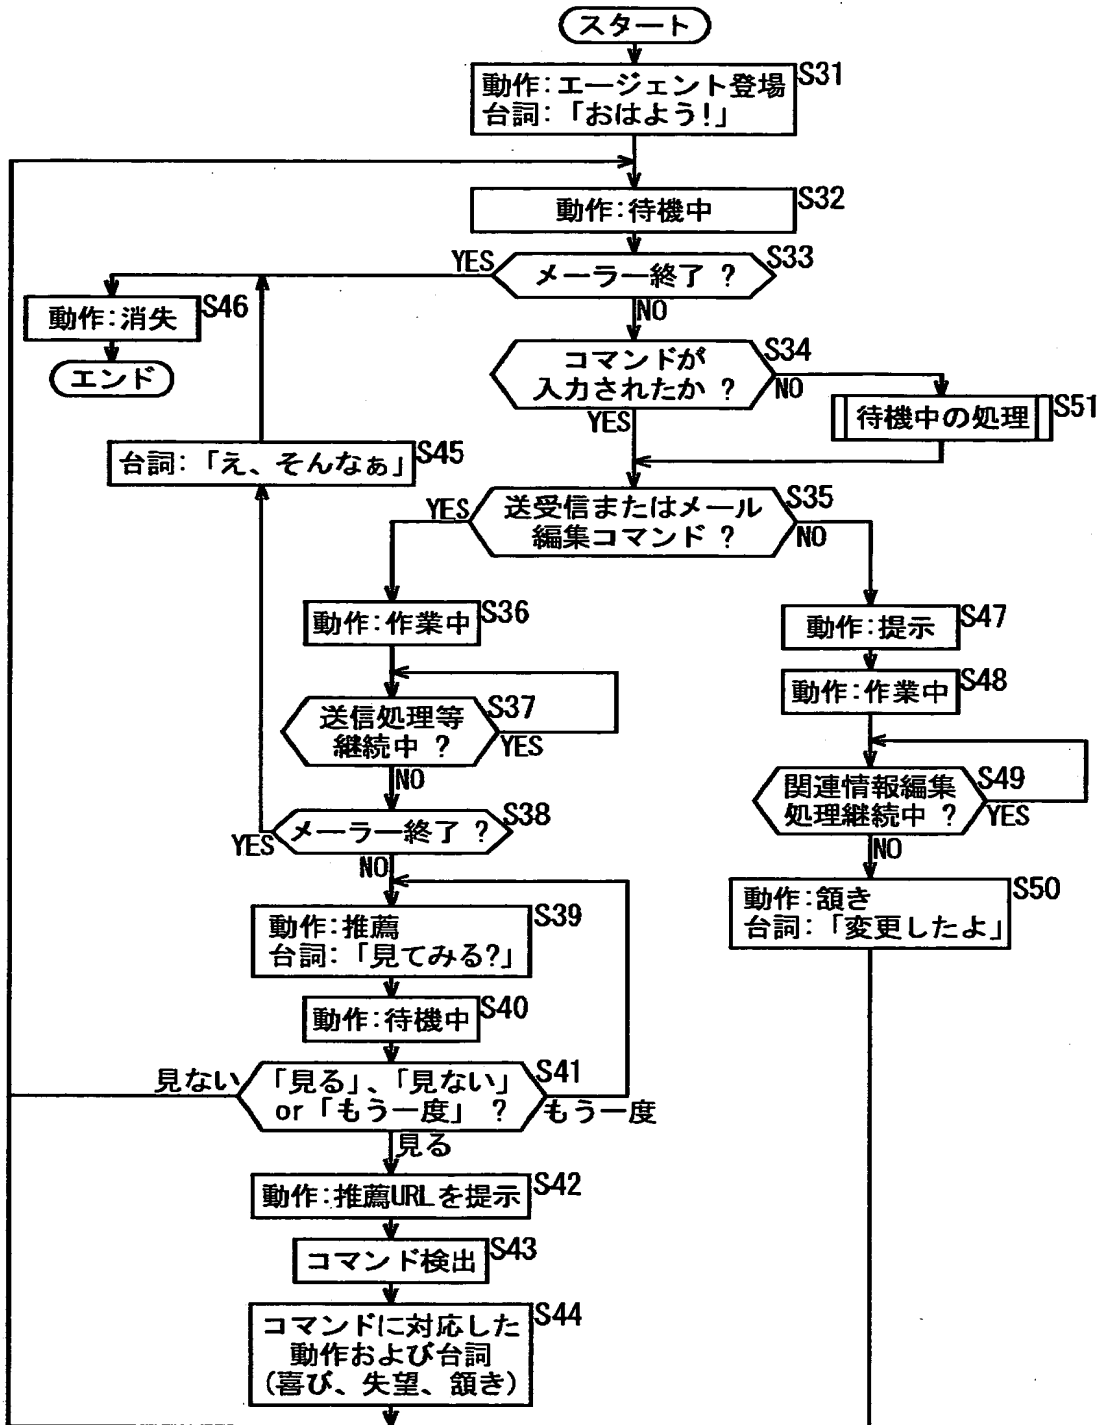 スタート
S31
動作:エージェント登場
台詞:「おはよう!」
動作:待機中
S32
YES
メーラー終了 ?
S33
NO
動作:消失
S46
エンド
コマンドが
入力されたか ?
S34
NO
YES
待機中の処理
S51
台詞:「え、そんなぁ」
S45
YES
送受信またはメール
編集コマンド ?
S35
NO
動作:作業中
S36
送信処理等
継続中 ?
S37
YES
NO
メーラー終了 ?
S38
YES
NO
動作:推薦
台詞:「見てみる?」
S39
動作:待機中
S40
見ない
「見る」、「見ない」
or「もう一度」 ?
S41
もう一度
見る
動作:推薦URLを提示
S42
コマンド検出
S43
コマンドに対応した
動作および台詞
(喜び、失望、頷き)
S44
動作:提示
S47
動作:作業中
S48
関連情報編集
処理継続中 ?
S49
YES
NO
動作:頷き
台詞:「変更したよ」
S50